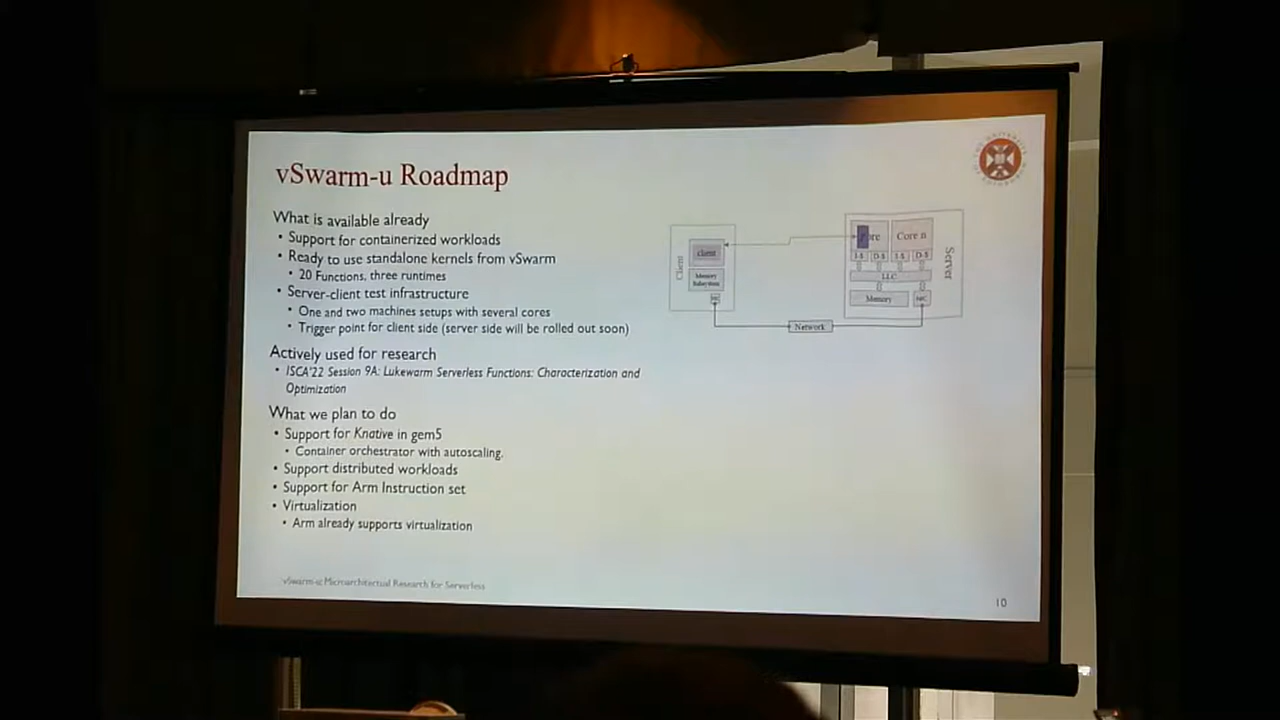 vSwarm-u Roadmap
What is available already
• Support for containerized workloads
• Ready to use standalone kernels from vSwarm
• 20 Functions, three runtimes
• Server-client test infrastructure
• One and two machines setups with several cores
• Trigger point for client side (server side will be rolled out soon)
Actively used for research
• ISCA'22 Session 9A: Lukewarm Serverless Functions: Characterization and
Optimization
What we plan to do
• Support for Knative in gem5
• Container orchestrator with autoscaling.
• Support distributed workloads
• Support for Arm Instruction set
• Virtualization
• Arm already supports virtualization
Client
client
Memory
Subsystem
Core n
I-$ D-$ I-$ D-$
LLC
Memory
NIC
Server
Network
vSwarm-u: Microarchitectual Research for Serverless
10